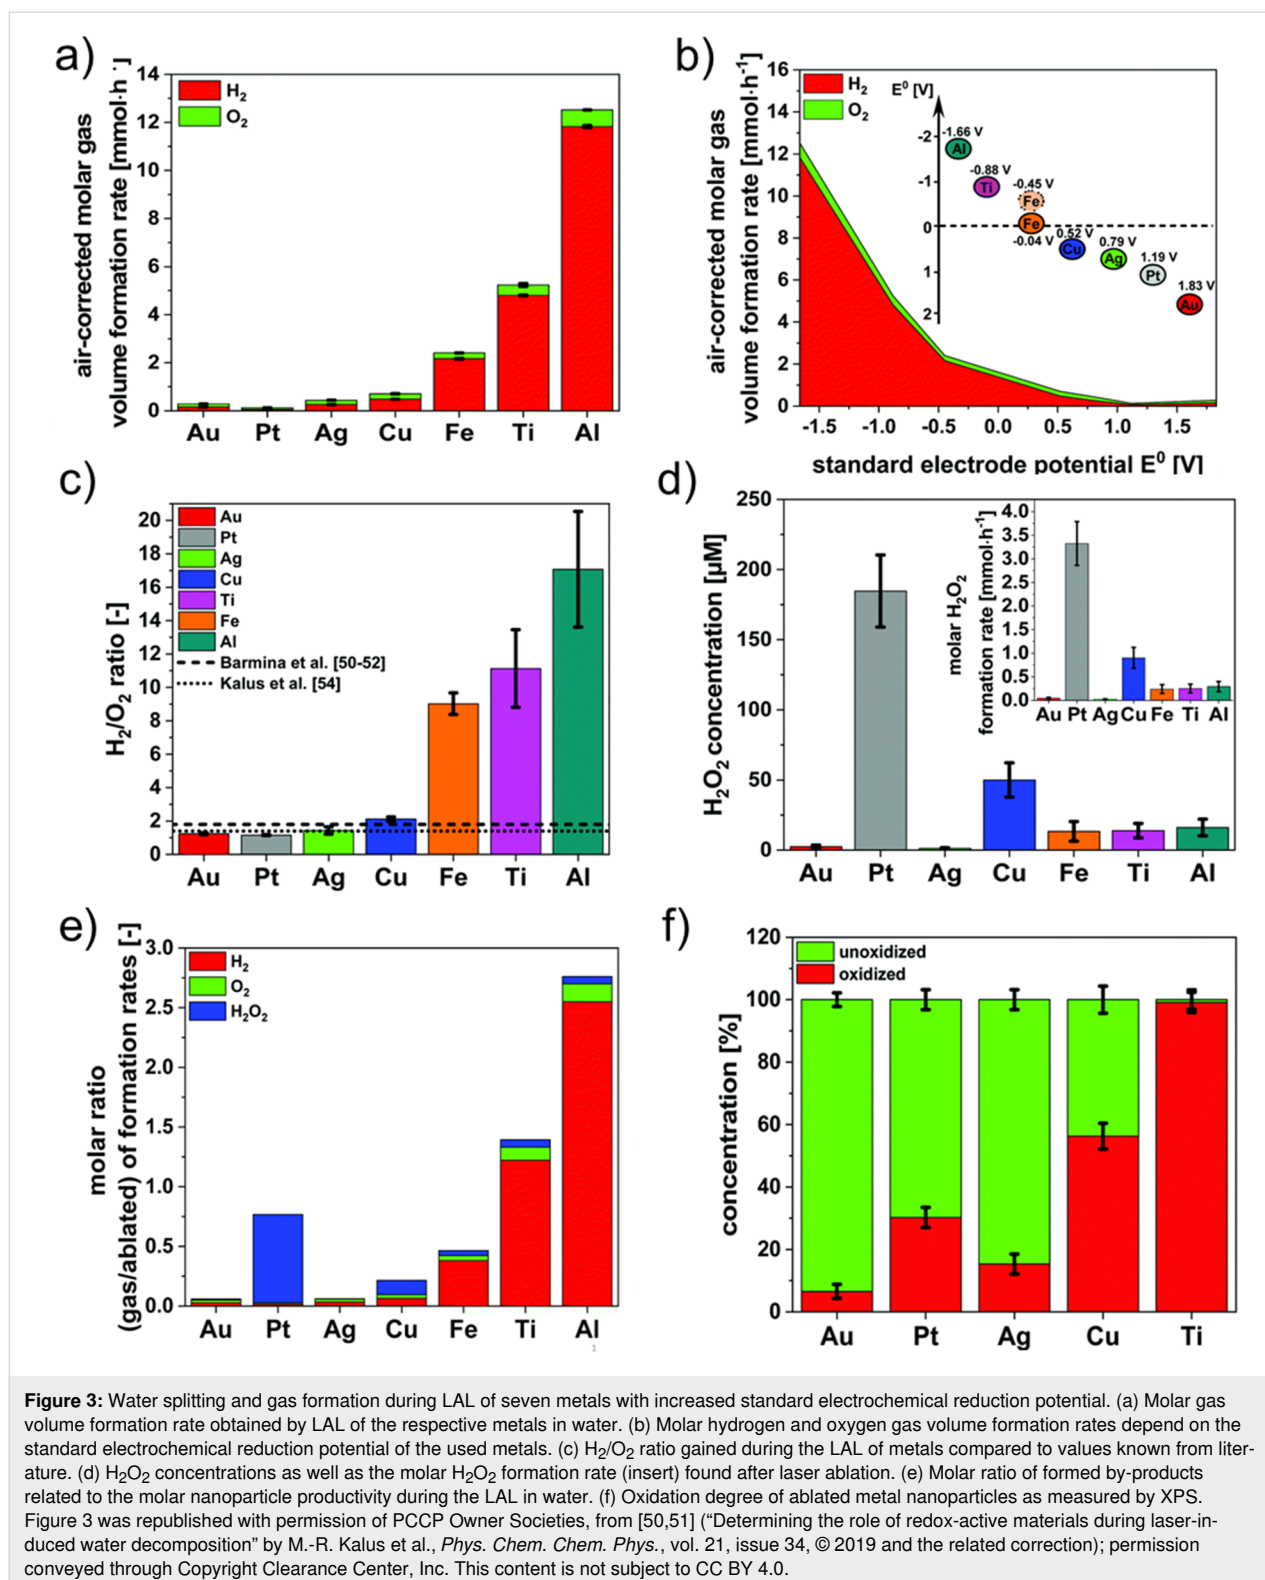 a)
air-corrected molar gas
volume formation rate [mmol·h⁻¹]
14
12
10
8
6
4
2
0
H₂
O₂
Au Pt Ag Cu Fe Ti Al
b)
air-corrected molar gas
volume formation rate [mmol·h⁻¹]
16
14
12
10
8
6
4
2
0
H₂
O₂
E⁰ [V]
-2
-1
0
1
2
-1.66 V
Al
-0.88 V
Ti
-0.45 V
Fe
Fe
-0.04 V
0.52 V
Cu
0.79 V
Ag
1.19 V
Pt
1.83 V
Au
-1.5 -1.0 -0.5 0.0 0.5 1.0 1.5
standard electrode potential E⁰ [V]
c)
H₂/O₂ ratio [-]
20
18
16
14
12
10
8
6
4
2
0
Au
Pt
Ag
Cu
Ti
Fe
Al
Barmina et al. [50-52]
Kalus et al. [54]
Au Pt Ag Cu Fe Ti Al
d)
H₂O₂ concentration [µM]
250
200
150
100
50
0
molar H₂O₂
formation rate [mmol·h⁻¹]
4.0
3.5
3.0
2.5
2.0
1.5
1.0
0.5
0.0
Au Pt Ag Cu Fe Ti Al
Au Pt Ag Cu Fe Ti Al
e)
molar ratio
(gas/ablated) of formation rates [-]
3.0
2.5
2.0
1.5
1.0
0.5
0.0
H₂
O₂
H₂O₂
Au Pt Ag Cu Fe Ti Al
1
f)
concentration [%]
120
100
80
60
40
20
0
unoxidized
oxidized
Au Pt Ag Cu Ti
Figure 3: Water splitting and gas formation during LAL of seven metals with increased standard electrochemical reduction potential. (a) Molar gas
volume formation rate obtained by LAL of the respective metals in water. (b) Molar hydrogen and oxygen gas volume formation rates depend on the
standard electrochemical reduction potential of the used metals. (c) H₂/O₂ ratio gained during the LAL of metals compared to values known from liter-
ature. (d) H₂O₂ concentrations as well as the molar H₂O₂ formation rate (insert) found after laser ablation. (e) Molar ratio of formed by-products
related to the molar nanoparticle productivity during the LAL in water. (f) Oxidation degree of ablated metal nanoparticles as measured by XPS.
Figure 3 was republished with permission of PCCP Owner Societies, from [50,51] (“Determining the role of redox-active materials during laser-in-
duced water decomposition” by M.-R. Kalus et al., Phys. Chem. Chem. Phys., vol. 21, issue 34, © 2019 and the related correction); permission
conveyed through Copyright Clearance Center, Inc. This content is not subject to CC BY 4.0.